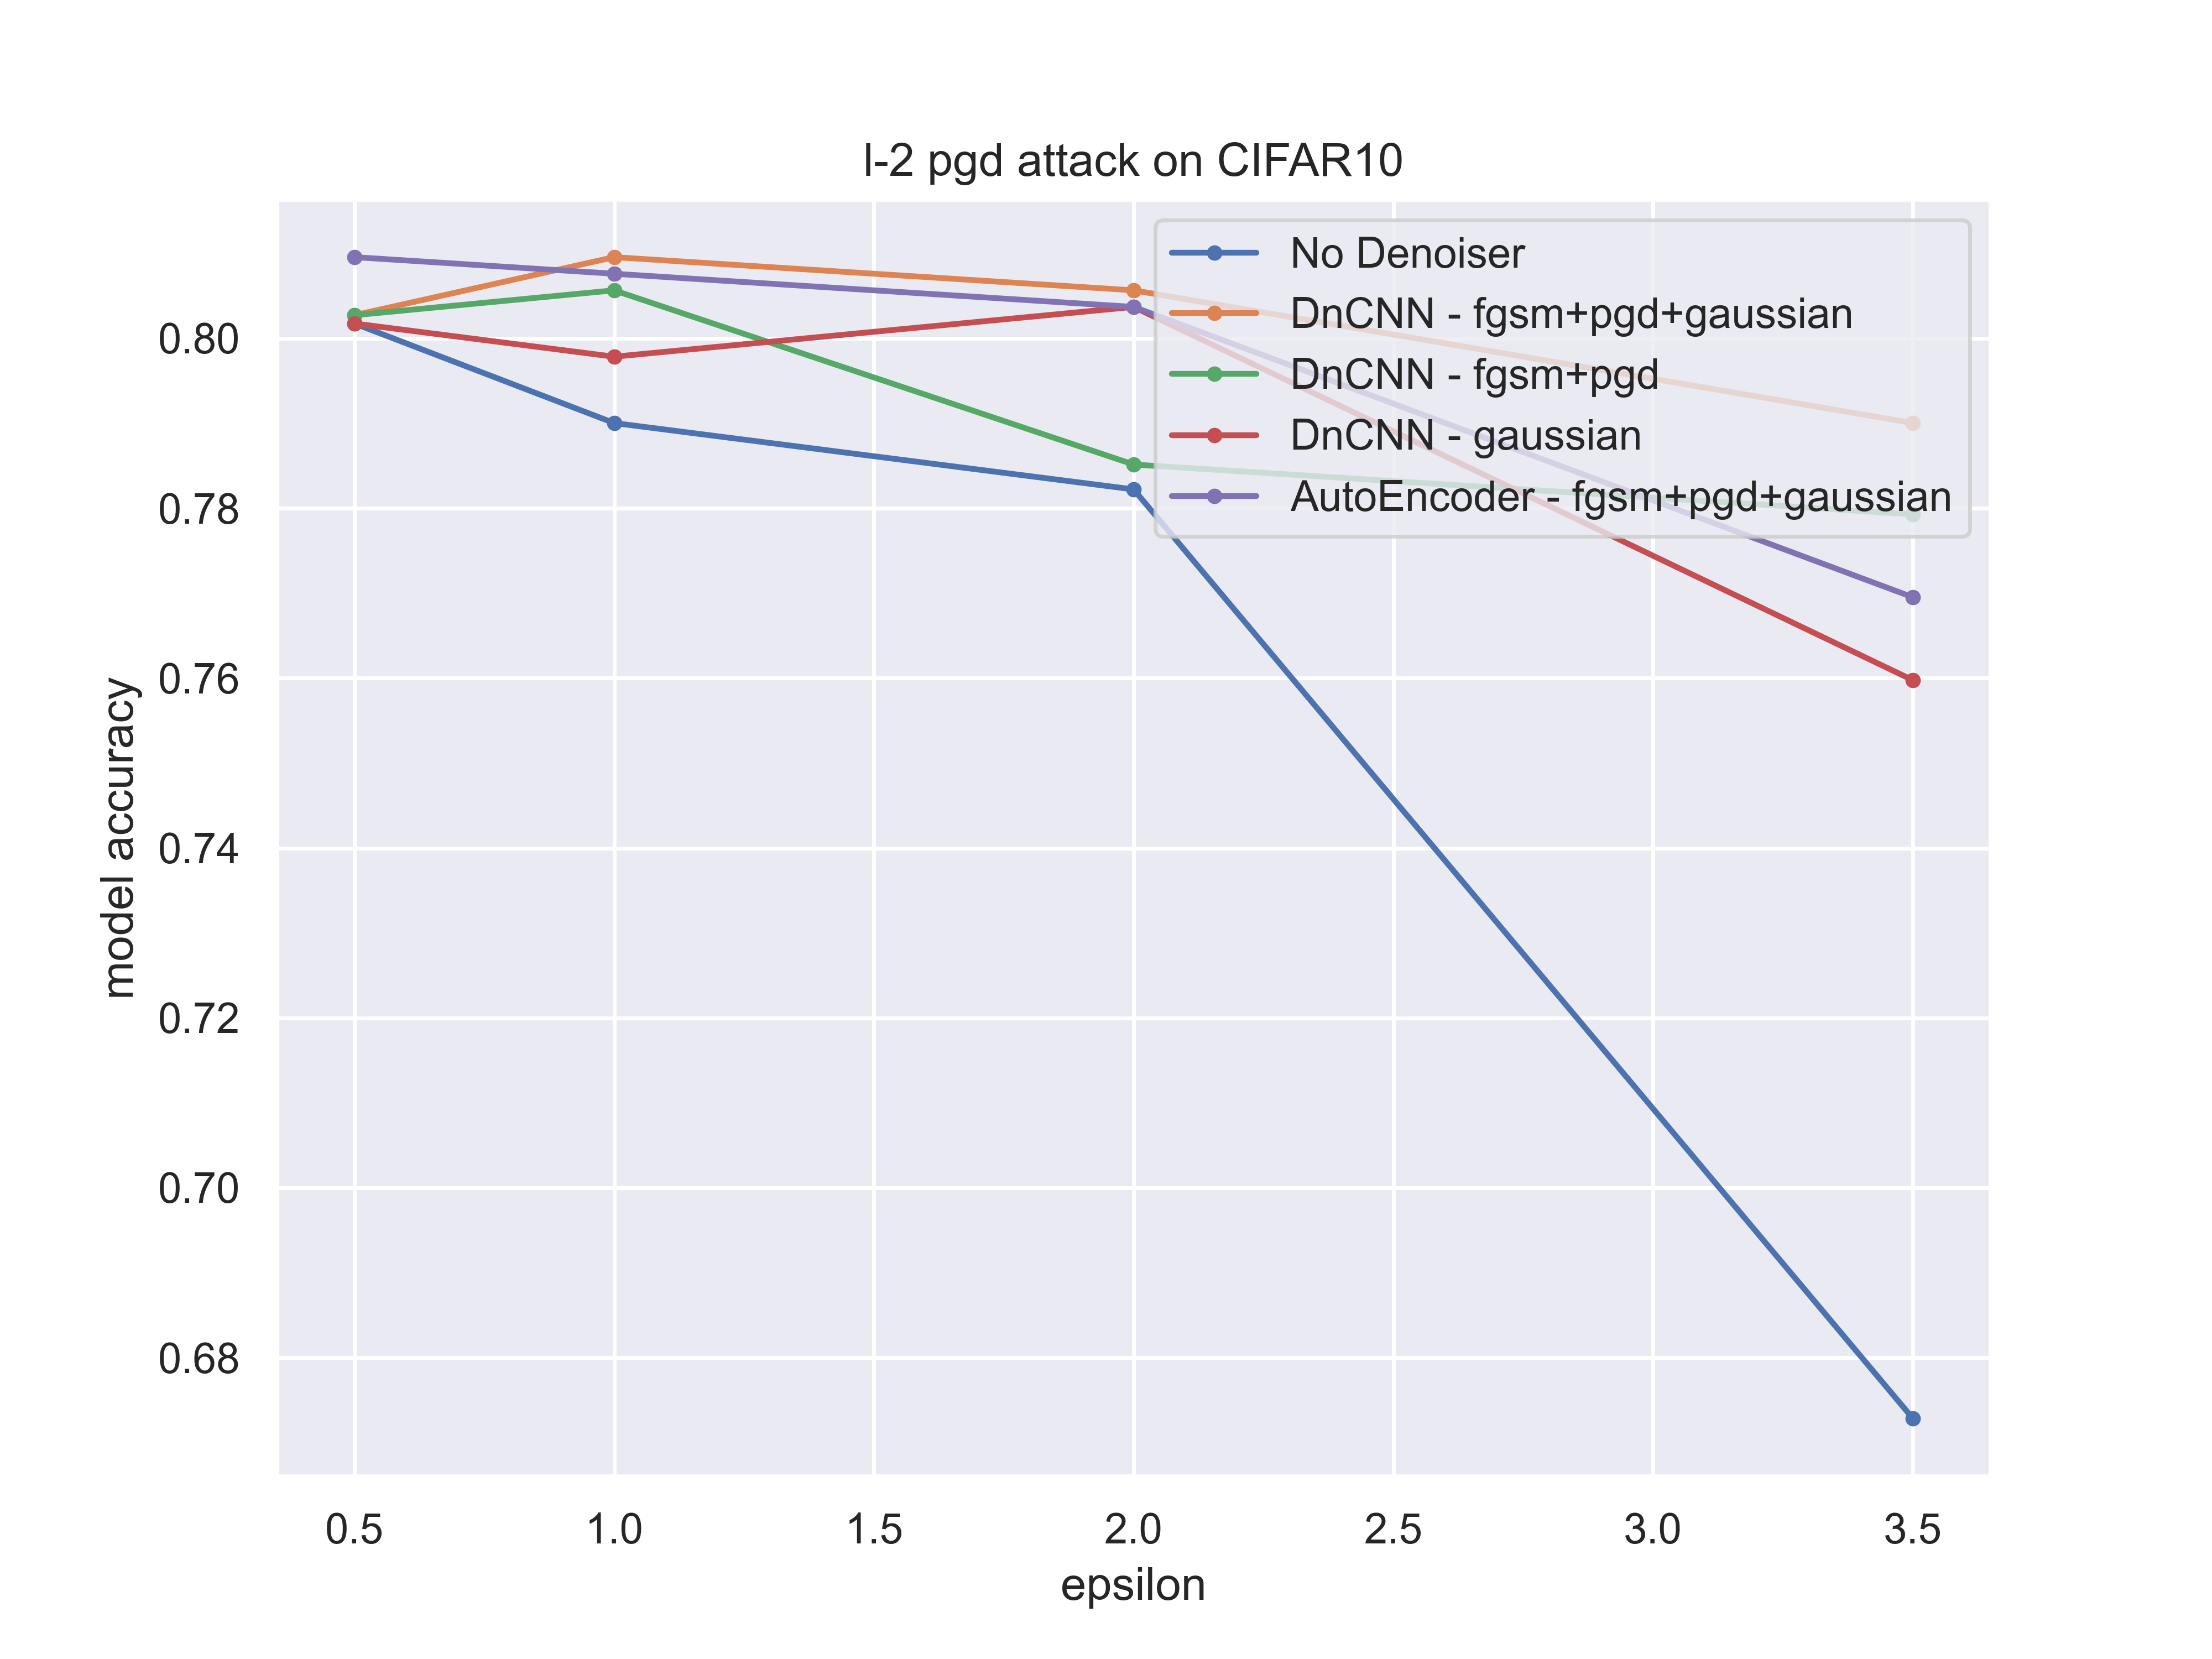 l-2 pgd attack on CIFAR10
No Denoiser
DnCNN - fgsm+pgd+gaussian
DnCNN - fgsm+pgd
DnCNN - gaussian
AutoEncoder - fgsm+pgd+gaussian
model accuracy
0.80
0.78
0.76
0.74
0.72
0.70
0.68
0.5 1.0 1.5 2.0 2.5 3.0 3.5
epsilon